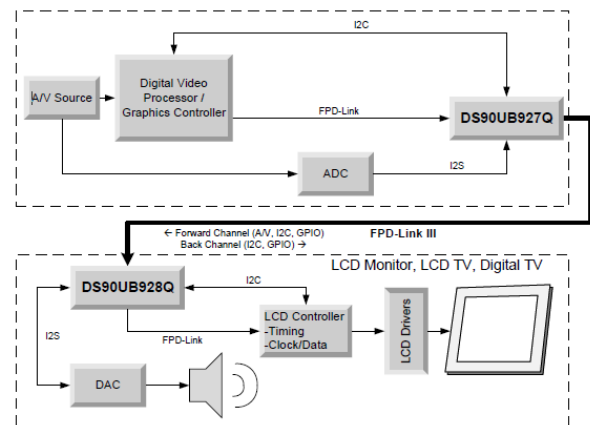 I2C
A/V Source
Digital Video
Processor /
Graphics Controller
FPD-Link
DS90UB927Q
ADC
I2S
← Forward Channel (A/V, I2C, GPIO)
Back Channel (I2C, GPIO) →
FPD-Link III
LCD Monitor, LCD TV, Digital TV
DS90UB928Q
I2C
LCD Controller
-Timing
-Clock/Data
LCD Drivers
I2S
FPD-Link
DAC